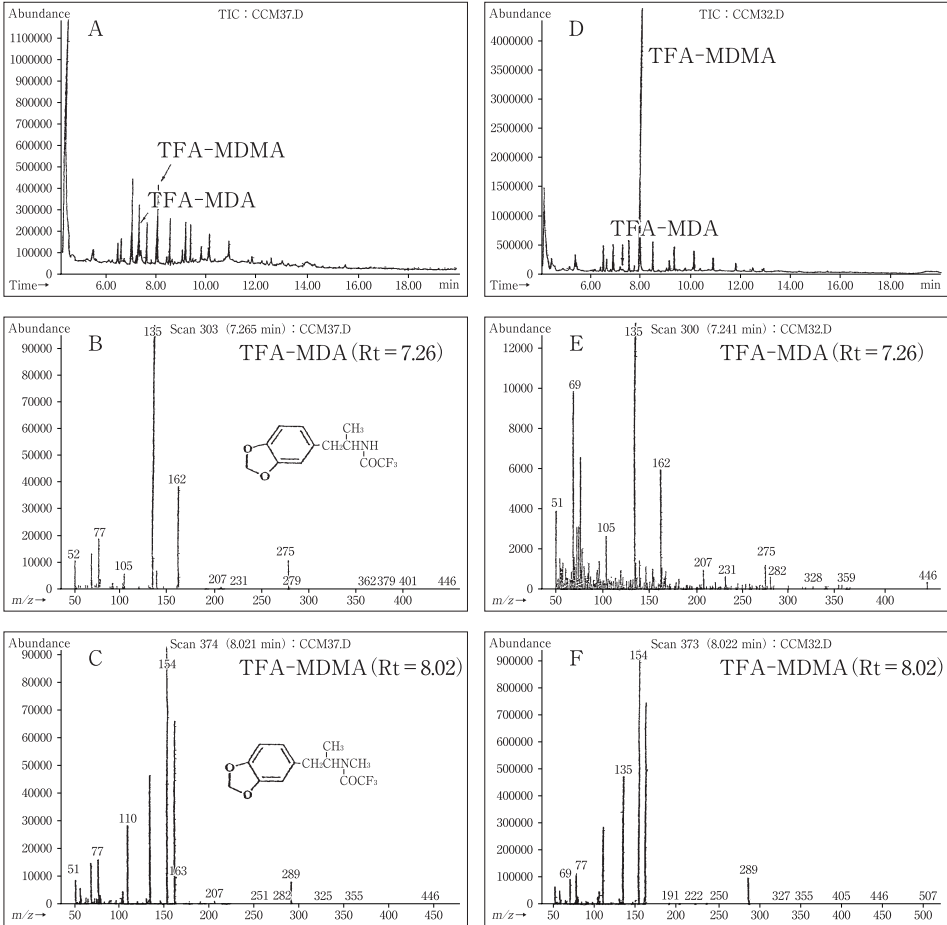 Abundance
TIC : CCM37.D
A
1100000
1000000
900000
800000
700000
600000
500000
400000
300000
200000
100000
0
TFA-MDMA
TFA-MDA
Time→
6.00 8.00 10.00 12.00 14.00 16.00 18.00
min
Abundance
TIC : CCM32.D
D
4000000
3500000
3000000
2500000
2000000
1500000
1000000
500000
0
TFA-MDMA
TFA-MDA
Time→
6.00 8.00 10.00 12.00 14.00 16.00 18.00
min
Abundance
Scan 303 (7.265 min) : CCM37.D
B
TFA-MDA (Rt = 7.26)
90000
80000
70000
60000
50000
40000
30000
20000
10000
0
135
162
77
52
105
207
231
275
279
362
379
401
446
CH₃
CH₂CHNH
COCF₃
O
O
m/z→
50 100 150 200 250 300 350 400
Abundance
Scan 300 (7.241 min) : CCM32.D
E
TFA-MDA (Rt = 7.26)
12000
10000
8000
6000
4000
2000
0
135
69
162
51
105
207
231
275
282
328
359
446
m/z→
50 100 150 200 250 300 350 400
Abundance
Scan 374 (8.021 min) : CCM37.D
C
TFA-MDMA (Rt = 8.02)
90000
80000
70000
60000
50000
40000
30000
20000
10000
0
154
110
77
51
163
207
251
282
289
325
355
446
CH₃
CH₂CHNCH₃
COCF₃
O
O
m/z→
50 100 150 200 250 300 350 400 450
Abundance
Scan 373 (8.022 min) : CCM32.D
F
TFA-MDMA (Rt = 8.02)
900000
800000
700000
600000
500000
400000
300000
200000
100000
0
154
135
77
69
191
222
250
289
327
355
405
446
507
m/z→
50 100 150 200 250 300 350 400 450 500